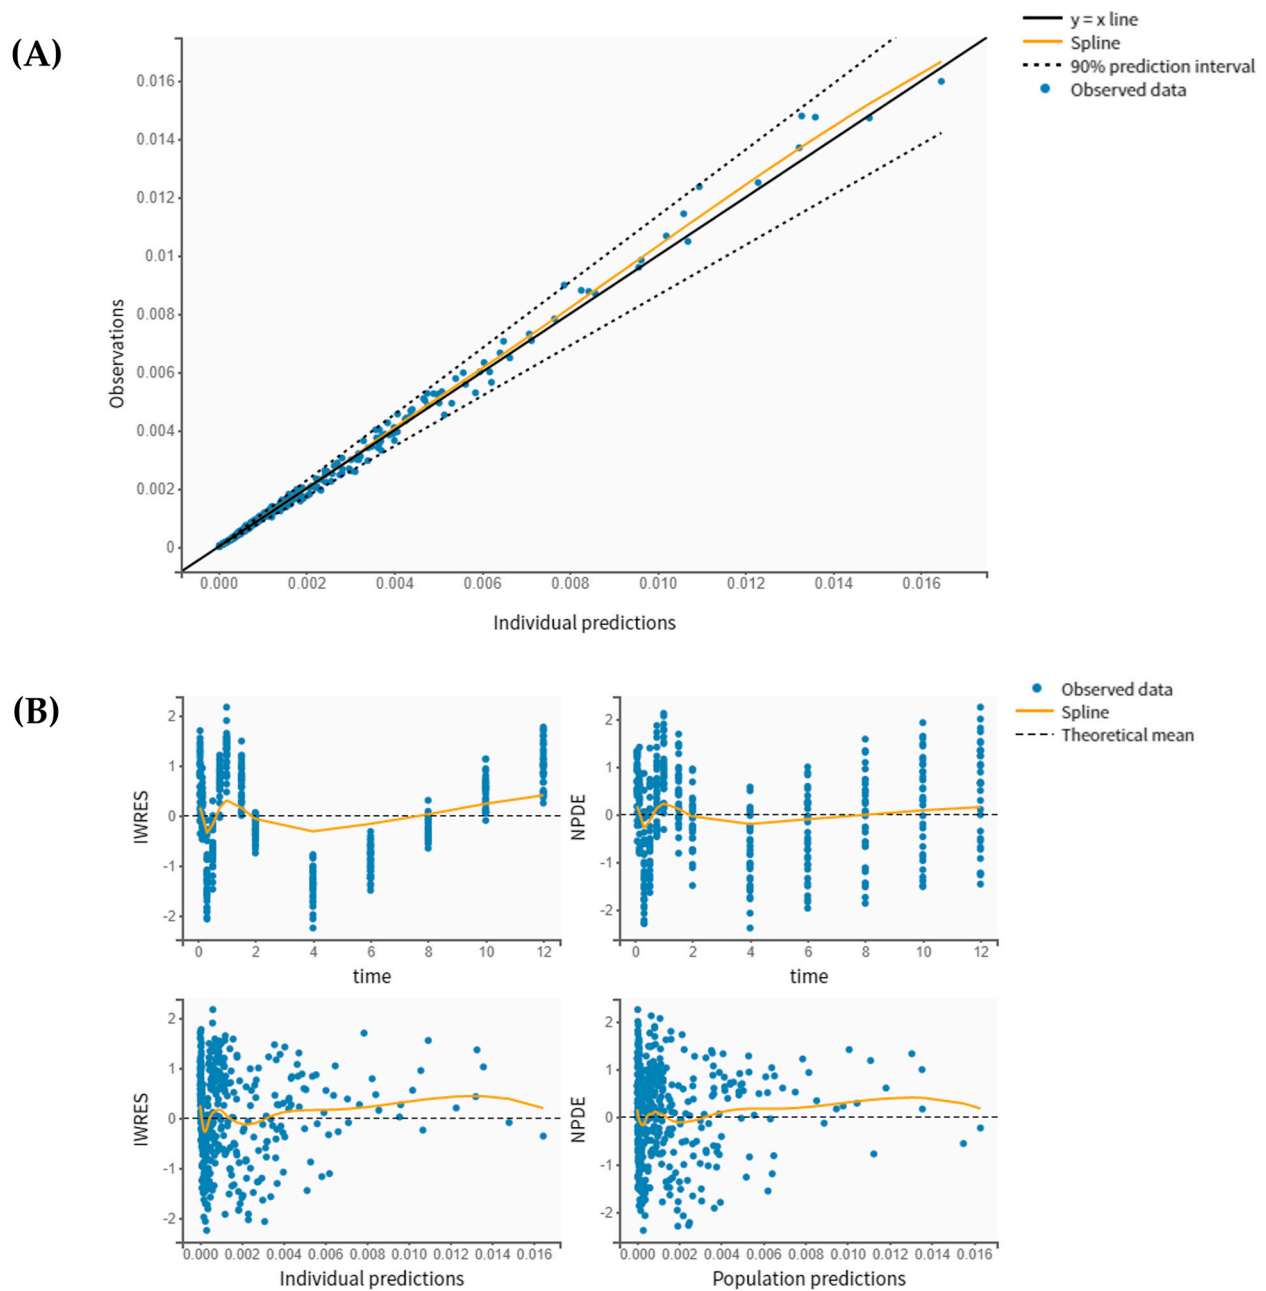 (A)
y = x line
Spline
90% prediction interval
Observed data
0.016
0.014
0.012
0.01
0.008
0.006
0.004
0.002
0
Observations
0.000 0.002 0.004 0.006 0.008 0.010 0.012 0.014 0.016
Individual predictions
(B)
Observed data
Spline
Theoretical mean
2
1
0
-1
-2
IWRES
0 2 4 6 8 10 12
time
2
1
0
-1
-2
NPDE
0 2 4 6 8 10 12
time
2
1
0
-1
-2
IWRES
0.000 0.002 0.004 0.006 0.008 0.010 0.012 0.014 0.016
Individual predictions
2
1
0
-1
-2
NPDE
0.000 0.002 0.004 0.006 0.008 0.010 0.012 0.014 0.016
Population predictions